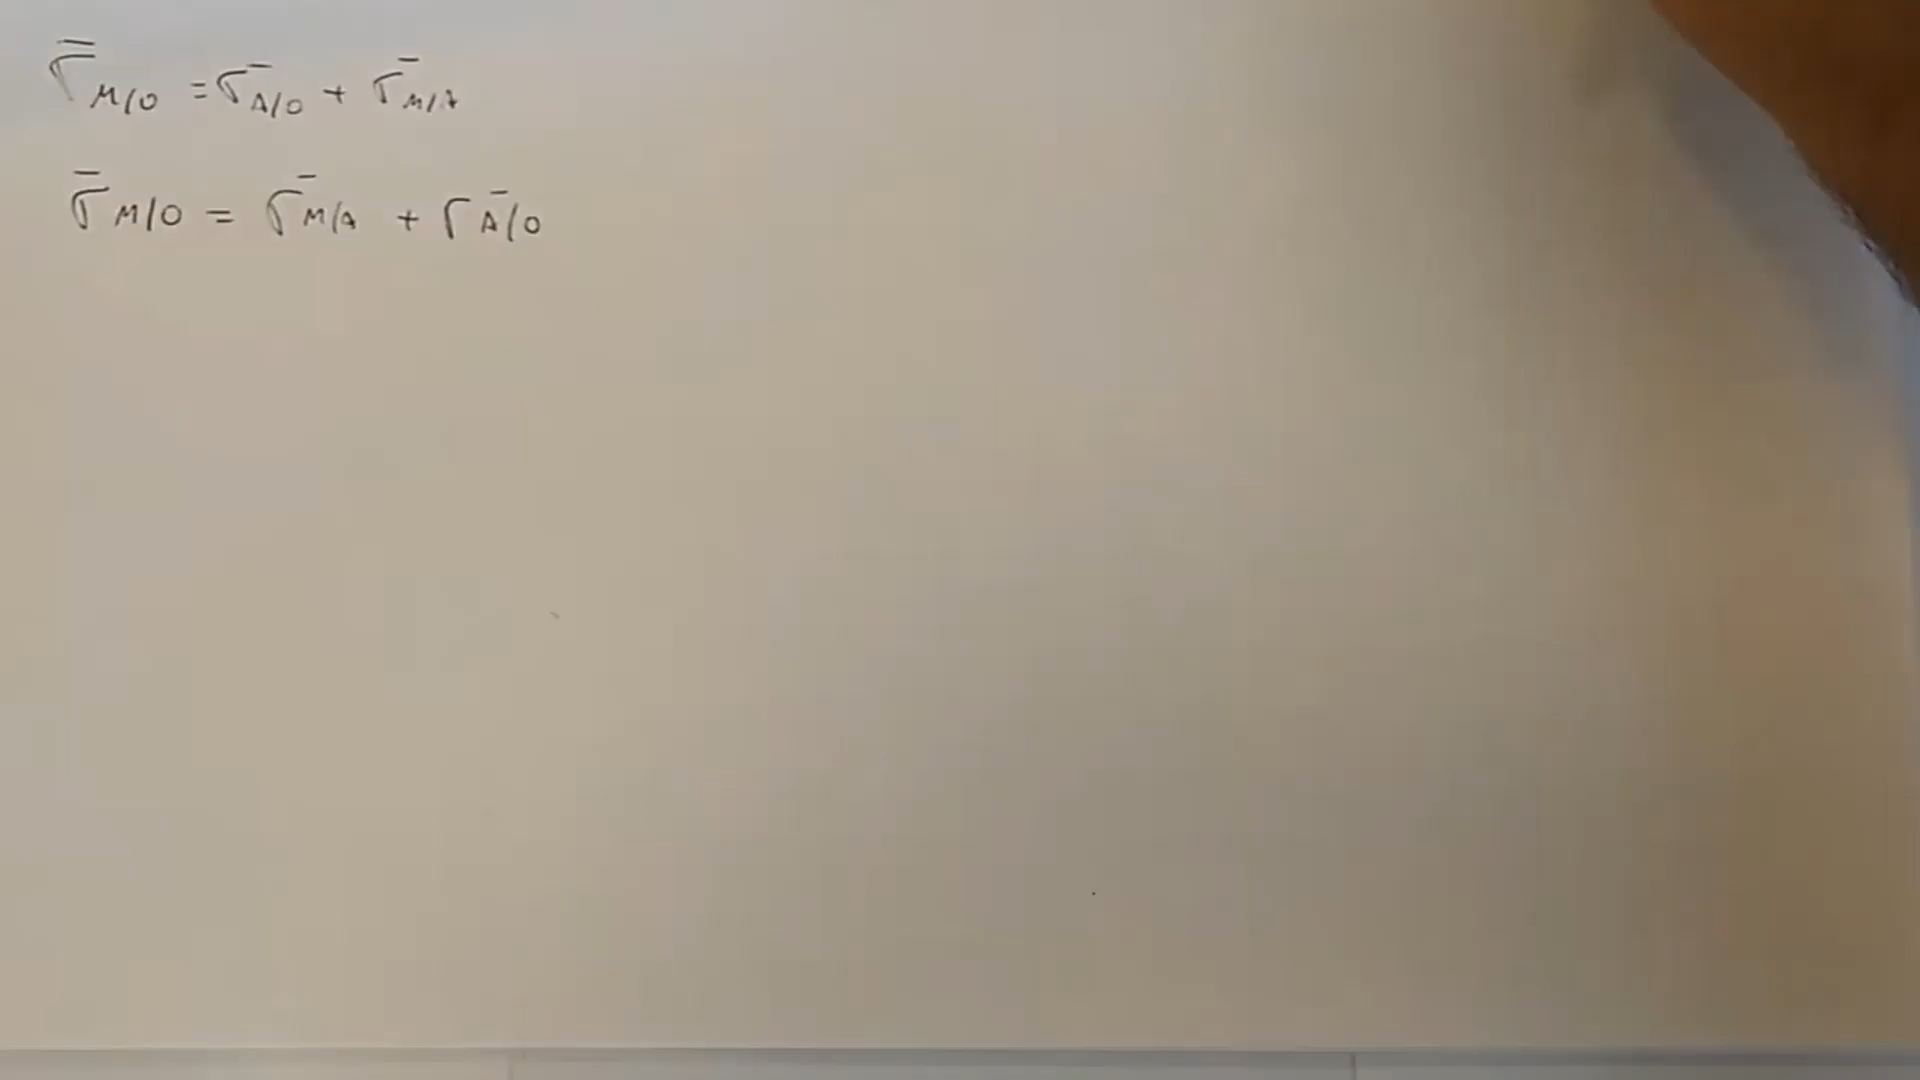 r̄ M/O = r̄ A/O + r̄ M/A
r̄ M/O = r̄ M/A + r̄ A/O